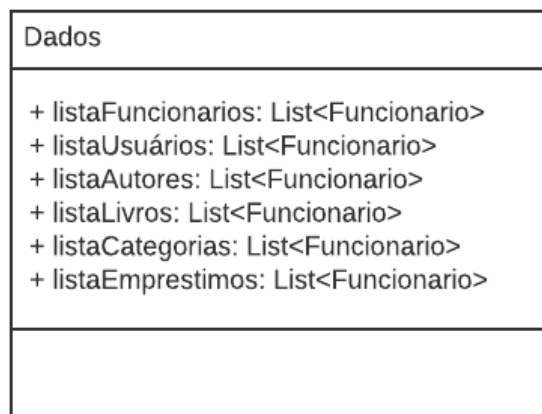 Dados
+ listaFuncionarios: List<Funcionario>
+ listaUsuários: List<Funcionario>
+ listaAutores: List<Funcionario>
+ listaLivros: List<Funcionario>
+ listaCategorias: List<Funcionario>
+ listaEmprestimos: List<Funcionario>